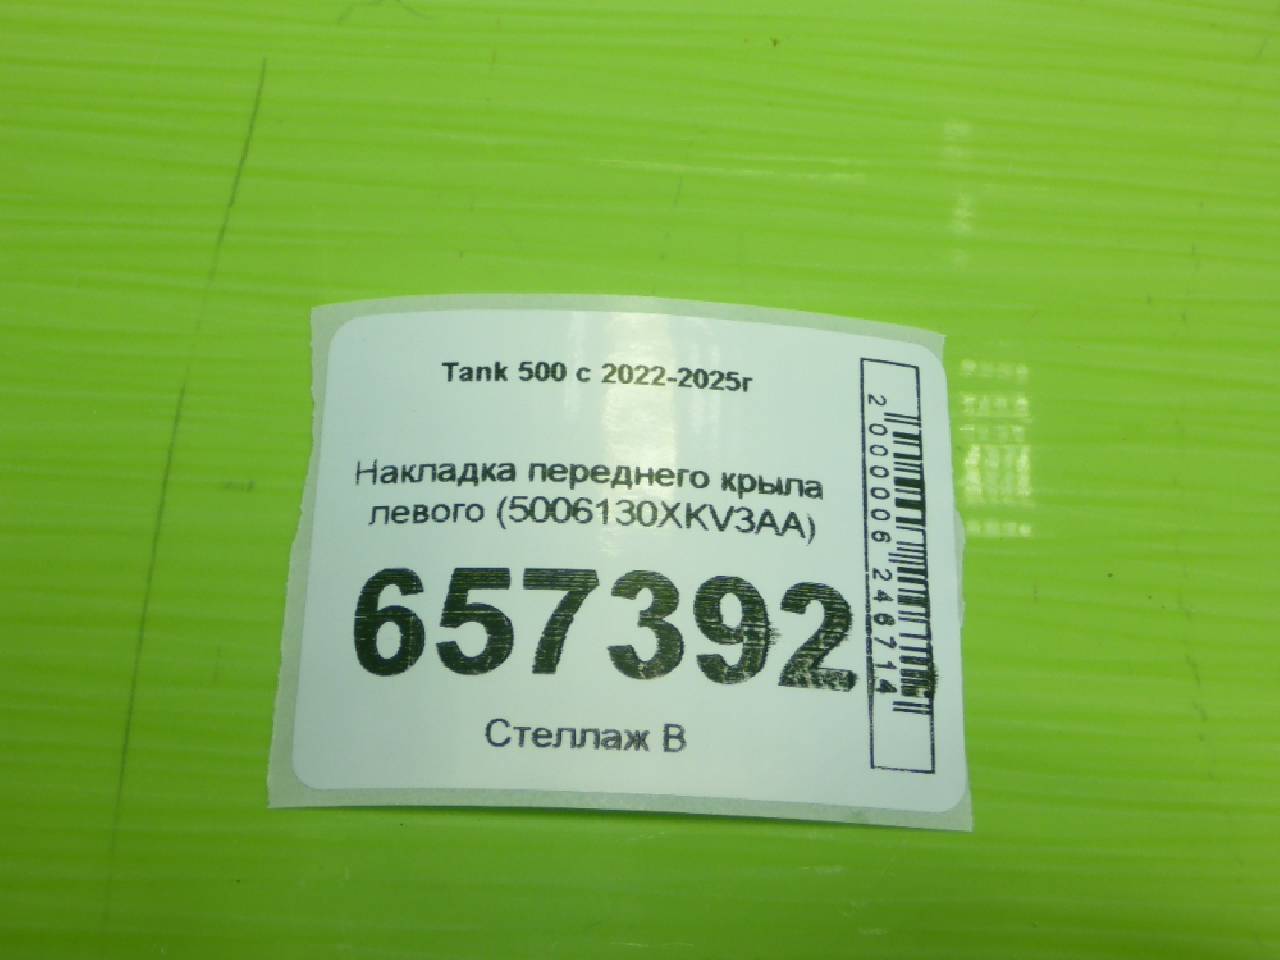 Tank 500 с 2022-2025г
Накладка переднего крыла
левого (5006130XKV3AA)
657392
Стеллаж В
2000006246714